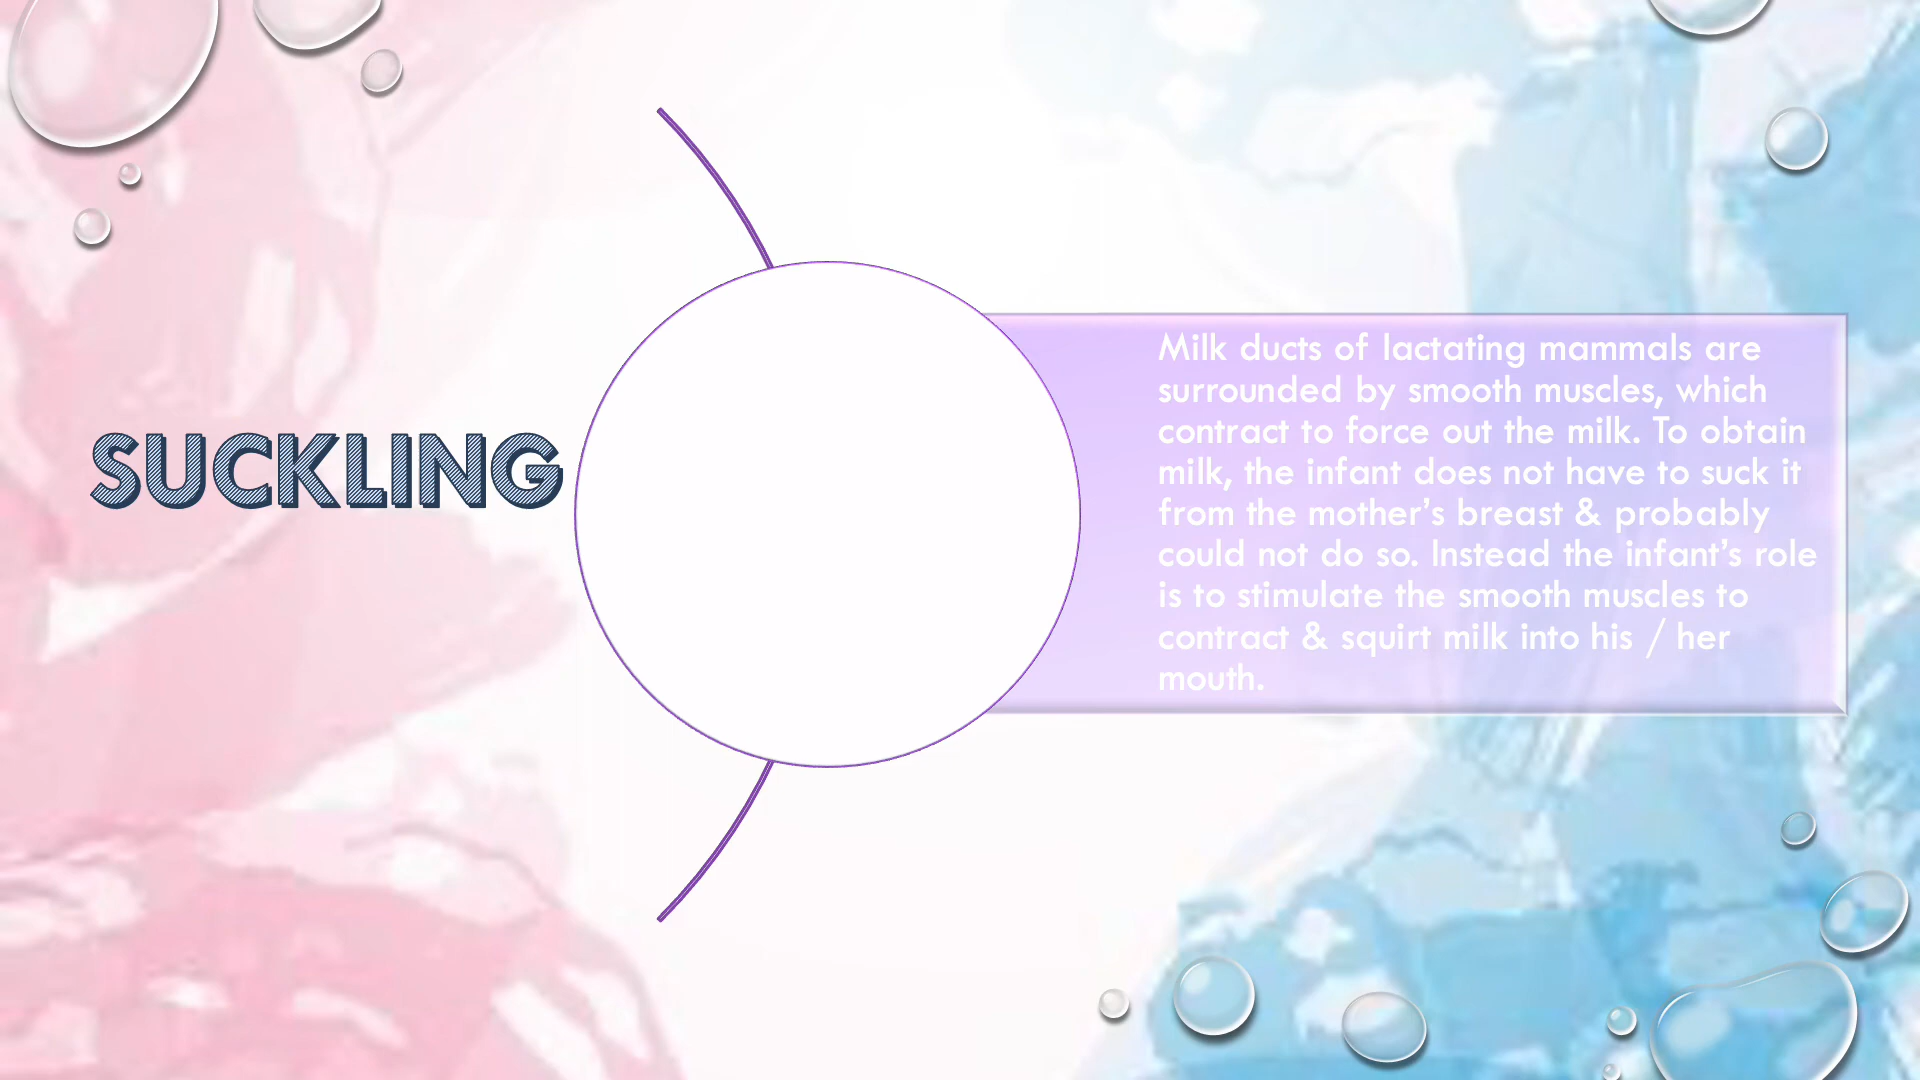 SUCKLING
Milk ducts of lactating mammals are
surrounded by smooth muscles, which
contract to force out the milk. To obtain
milk, the infant does not have to suck it
from the mother’s breast & probably
could not do so. Instead the infant’s role
is to stimulate the smooth muscles to
contract & squirt milk into his / her
mouth.